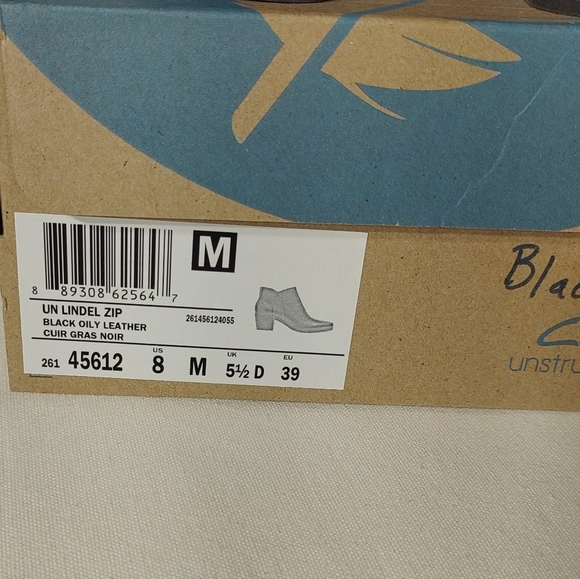 M
8 89308 62564 7
UN LINDEL ZIP
BLACK OILY LEATHER 261456124055
CUIR GRAS NOIR
US UK EU
261 45612 8 M 5½ D 39